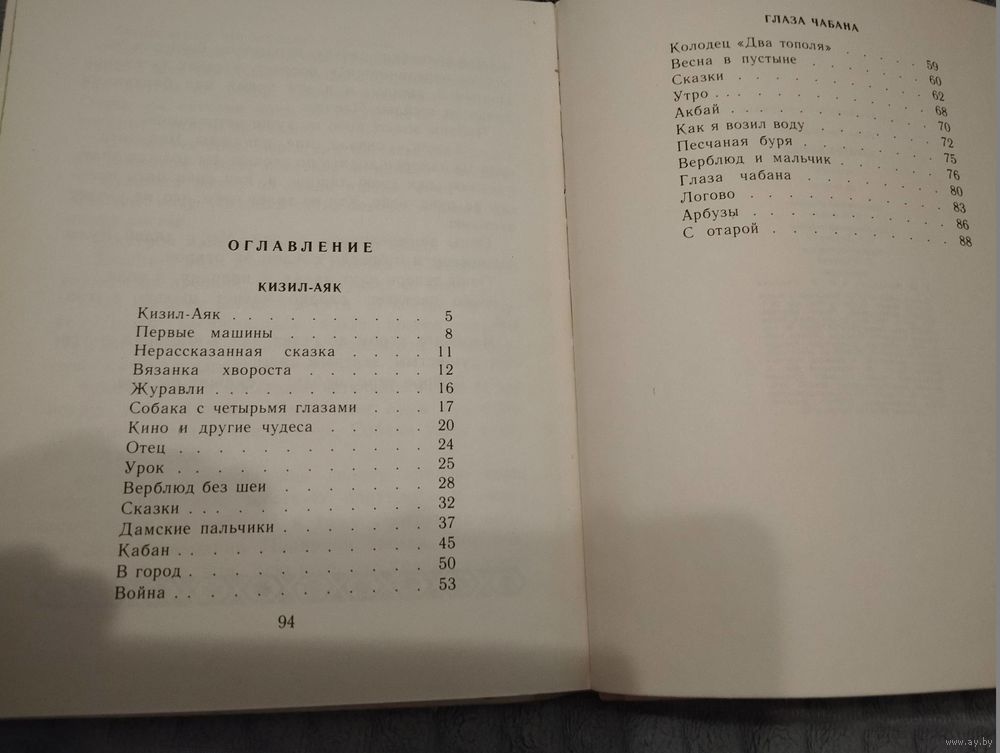 ОГЛАВЛЕНИЕ
КИЗИЛ-АЯК
Кизил-Аяк . . . . . . . . . . 5
Первые машины . . . . . . . 8
Нерассказанная сказка . . . . 11
Вязанка хвороста . . . . . . 12
Журавли . . . . . . . . . . . 16
Собака с четырьмя глазами . . . 17
Кино и другие чудеса . . . . . 20
Отец . . . . . . . . . . . . 24
Урок . . . . . . . . . . . . 25
Верблюд без шеи . . . . . . . 28
Сказки . . . . . . . . . . . 32
Дамские пальчики . . . . . . . 37
Кабан . . . . . . . . . . . . 45
В город . . . . . . . . . . . 50
Война . . . . . . . . . . . . 53
94
ГЛАЗА ЧАБАНА
Колодец «Два тополя» . . . . 59
Весна в пустыне . . . . . . 60
Сказки . . . . . . . . . . 62
Утро . . . . . . . . . . . 68
Акбай . . . . . . . . . . . 70
Как я возил воду . . . . . . 72
Песчаная буря . . . . . . . 75
Верблюд и мальчик . . . . . 76
Глаза чабана . . . . . . . 80
Логово . . . . . . . . . . 83
Арбузы . . . . . . . . . . 86
С отарой . . . . . . . . . 88
www.ay.by